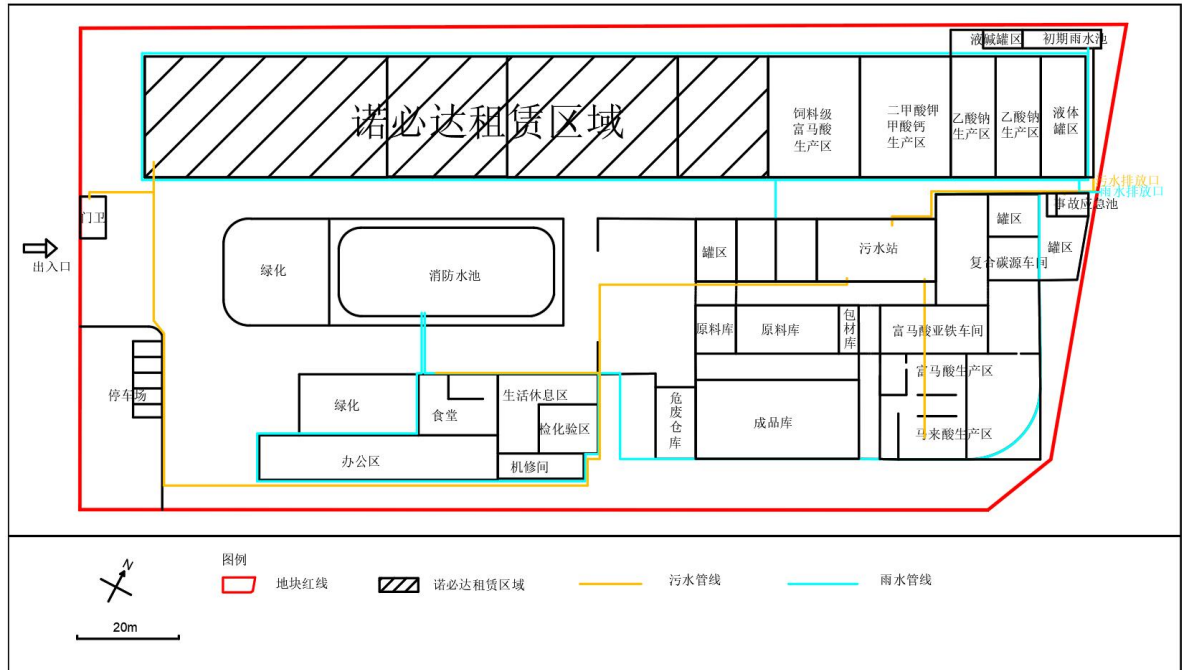 液碱罐区
初期雨水池
诺必达租赁区域
饲料级
富马酸
生产区
二甲酸钾
甲酸钙
生产区
乙酸钠
生产区
乙酸钠
生产区
液体
罐区
污水排放口
雨水排放口
门卫
事故应急池
出入口
绿化
消防水池
罐区
污水站
罐区
罐区
复合碳源车间
原料库
原料库
包
材
库
富马酸亚铁车间
停车场
绿化
食堂
生活休息区
检化验区
办公区
机修间
危
废
仓
库
成品库
富马酸生产区
马来酸生产区
N
20m
图例
地块红线
诺必达租赁区域
污水管线
雨水管线